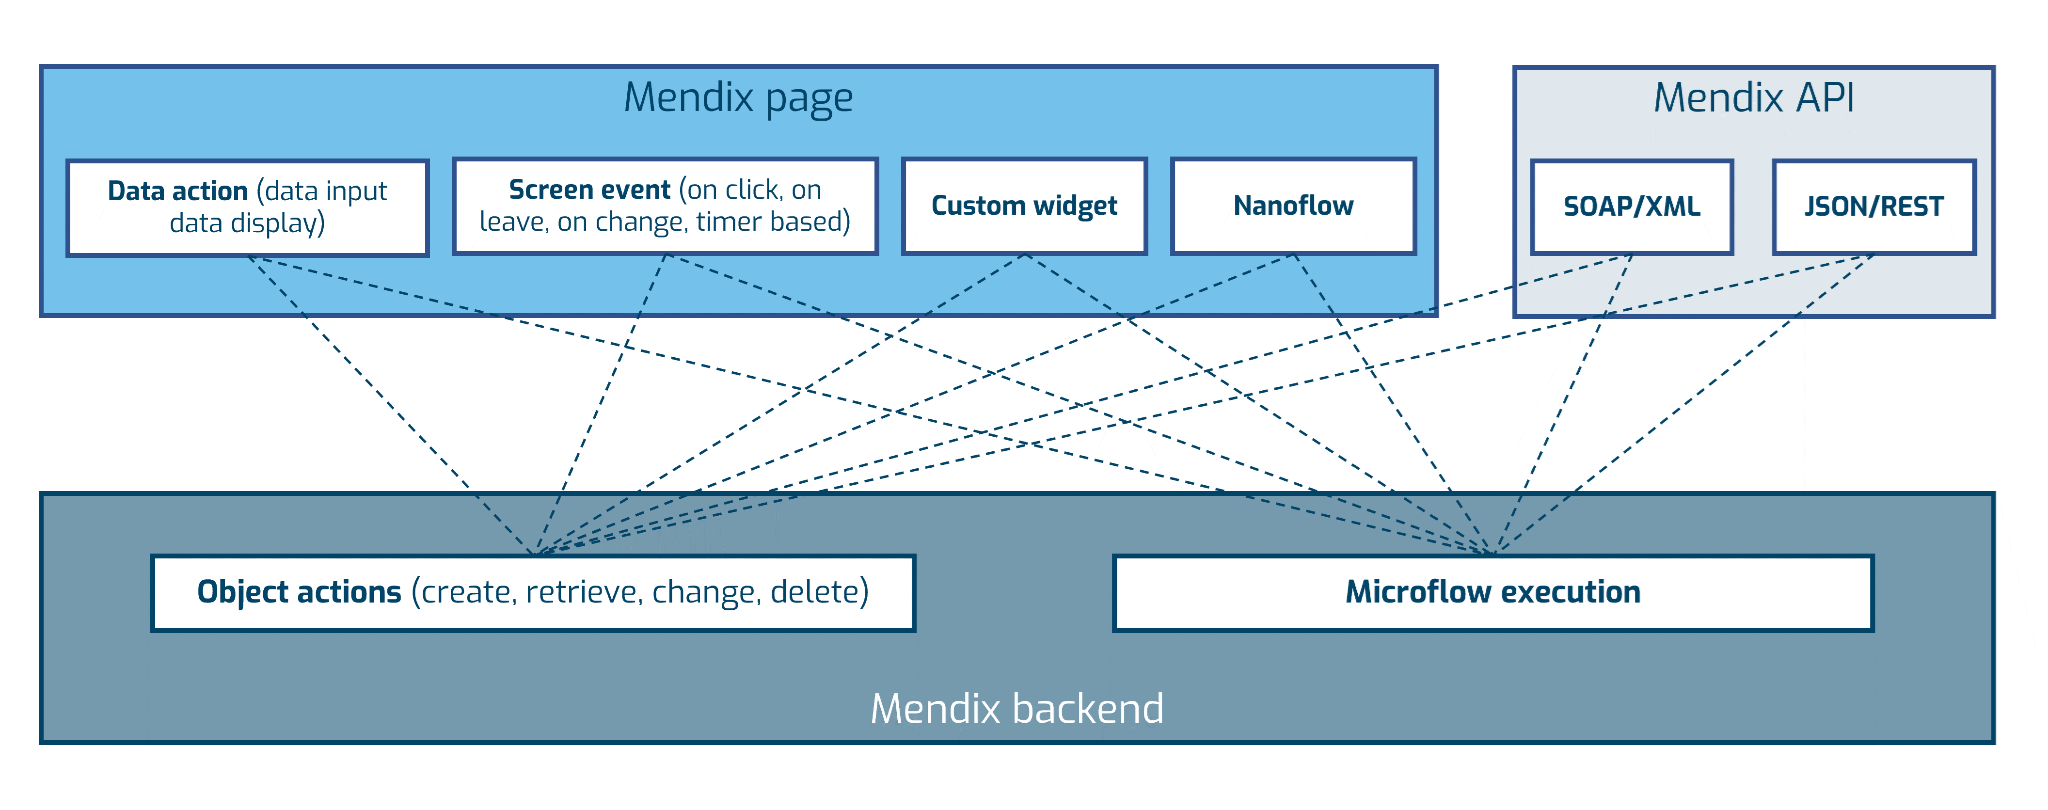 Mendix page
Data action (data input
data display)
Screen event (on click, on
leave, on change, timer based)
Custom widget
Nanoflow
Mendix API
SOAP/XML
JSON/REST
Object actions (create, retrieve, change, delete)
Microflow execution
Mendix backend